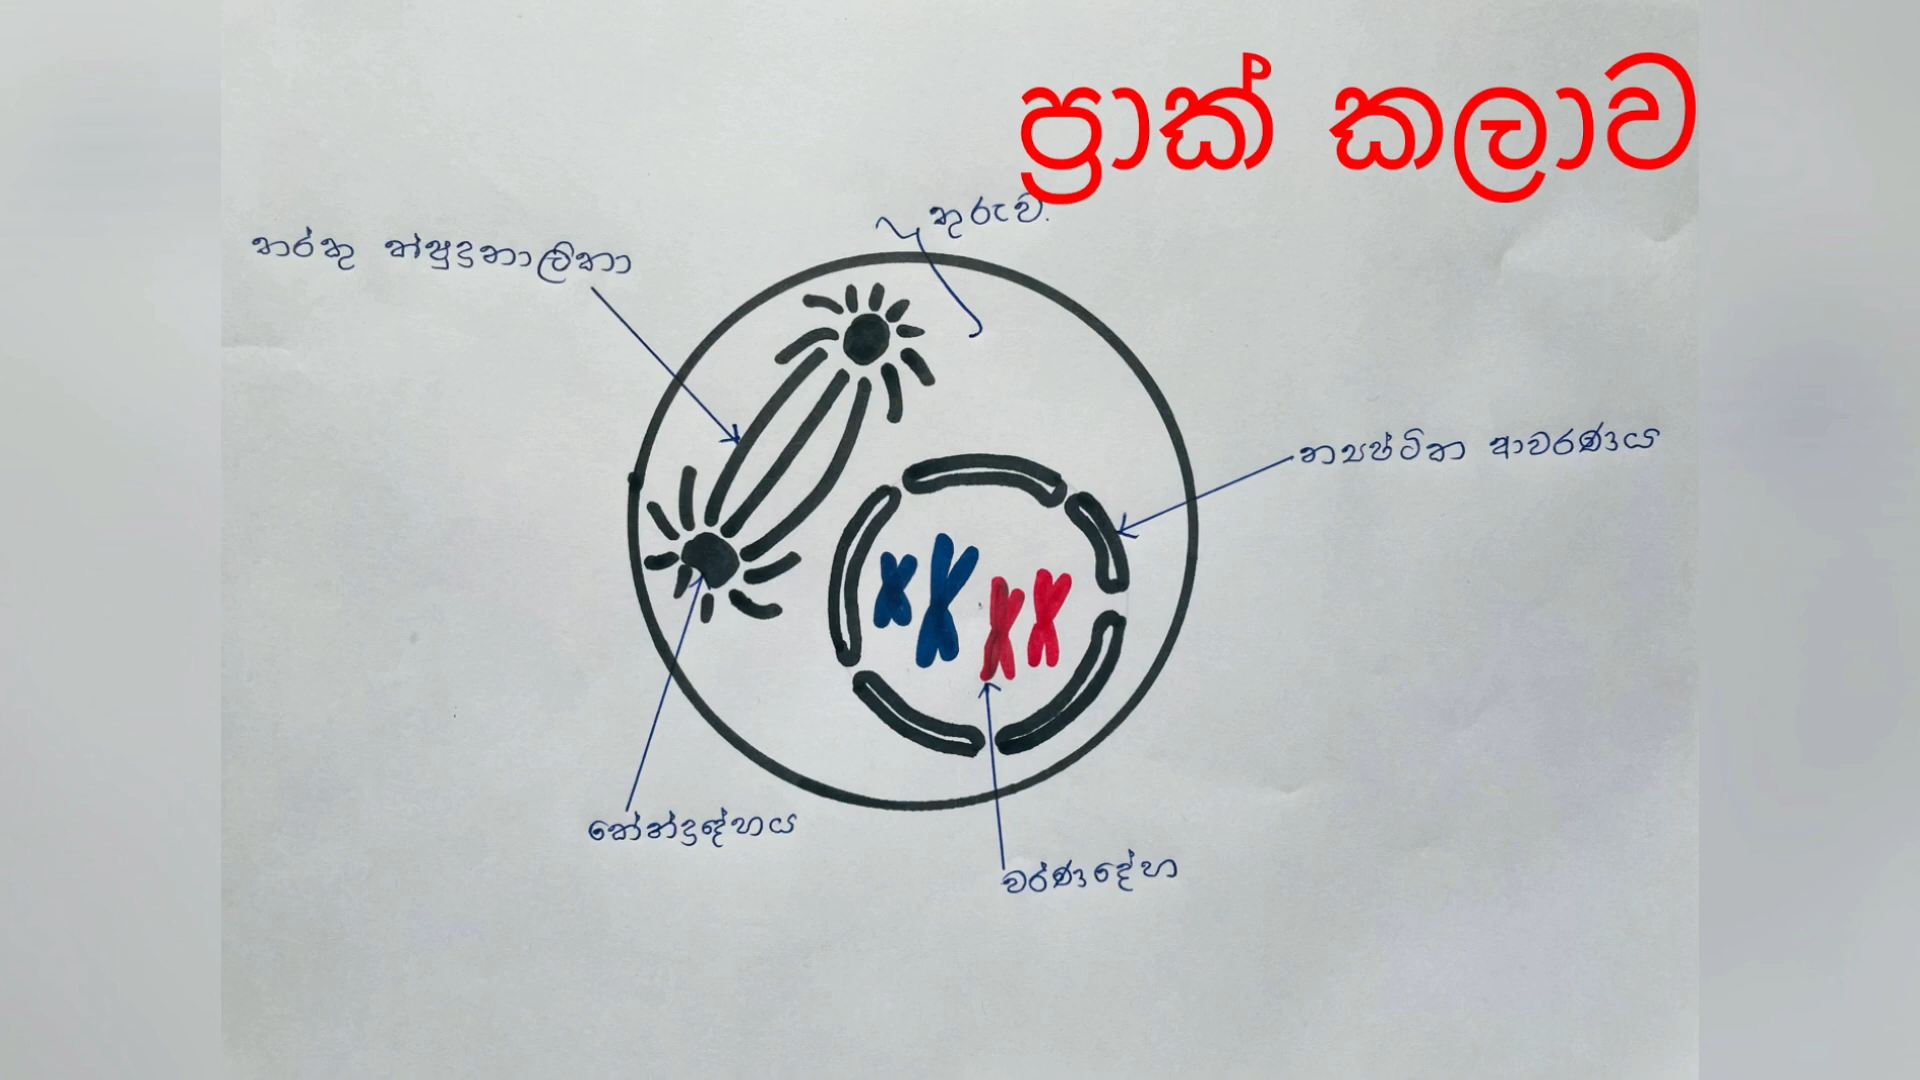 ප්‍රාක් කලාව
තුරුව.
තර්කු ක්ෂුද්‍රනාලිකා
න්‍යෂ්ටික ආවරණය
කේන්ද්‍රදේහය
වර්ණදේහ